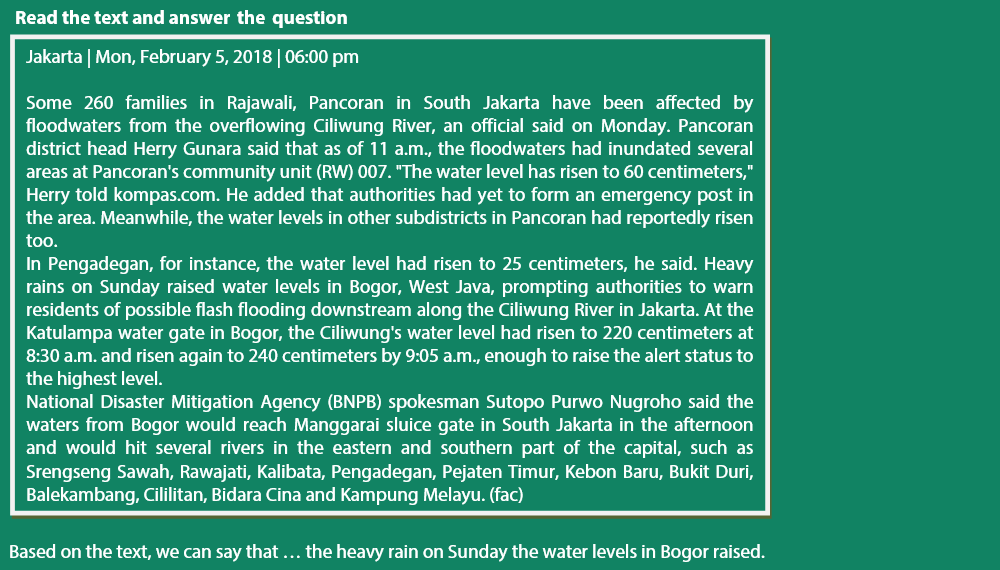 Read the text and answer the question
Jakarta | Mon, February 5, 2018 | 06:00 pm
Some 260 families in Rajawali, Pancoran in South Jakarta have been affected by
floodwaters from the overflowing Ciliwung River, an official said on Monday. Pancoran
district head Herry Gunara said that as of 11 a.m., the floodwaters had inundated several
areas at Pancoran's community unit (RW) 007. "The water level has risen to 60 centimeters,"
Herry told kompas.com. He added that authorities had yet to form an emergency post in
the area. Meanwhile, the water levels in other subdistricts in Pancoran had reportedly risen
too.
In Pengadegan, for instance, the water level had risen to 25 centimeters, he said. Heavy
rains on Sunday raised water levels in Bogor, West Java, prompting authorities to warn
residents of possible flash flooding downstream along the Ciliwung River in Jakarta. At the
Katulampa water gate in Bogor, the Ciliwung's water level had risen to 220 centimeters at
8:30 a.m. and risen again to 240 centimeters by 9:05 a.m., enough to raise the alert status to
the highest level.
National Disaster Mitigation Agency (BNPB) spokesman Sutopo Purwo Nugroho said the
waters from Bogor would reach Manggarai sluice gate in South Jakarta in the afternoon
and would hit several rivers in the eastern and southern part of the capital, such as
Srengseng Sawah, Rawajati, Kalibata, Pengadegan, Pejaten Timur, Kebon Baru, Bukit Duri,
Balekambang, Cililitan, Bidara Cina and Kampung Melayu. (fac)
Based on the text, we can say that … the heavy rain on Sunday the water levels in Bogor raised.